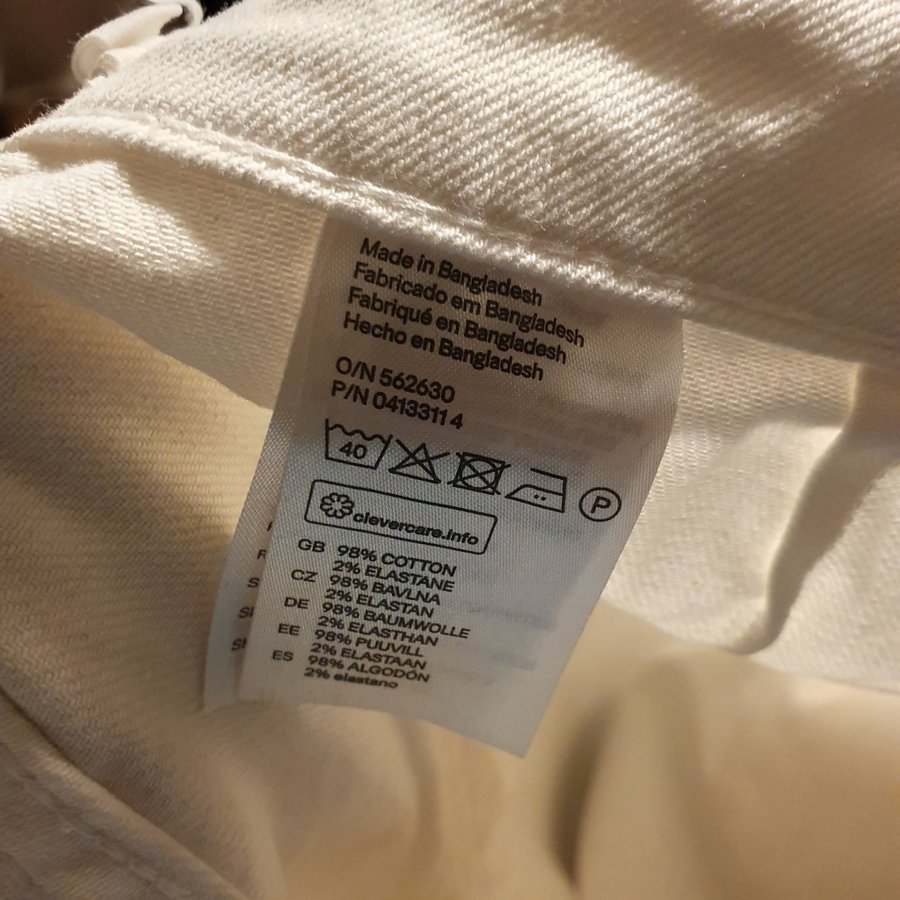 Made in Bangladesh
Fabricado em Bangladesh
Fabriqué en Bangladesh
Hecho en Bangladesh
O/N 562630
P/N 0413311 4
40
P
clevercare.info
GB 98% COTTON
2% ELASTANE
CZ 98% BAVLNA
2% ELASTAN
DE 98% BAUMWOLLE
2% ELASTHAN
EE 98% PUUVILL
2% ELASTAAN
ES 98% ALGODÓN
2% elastano